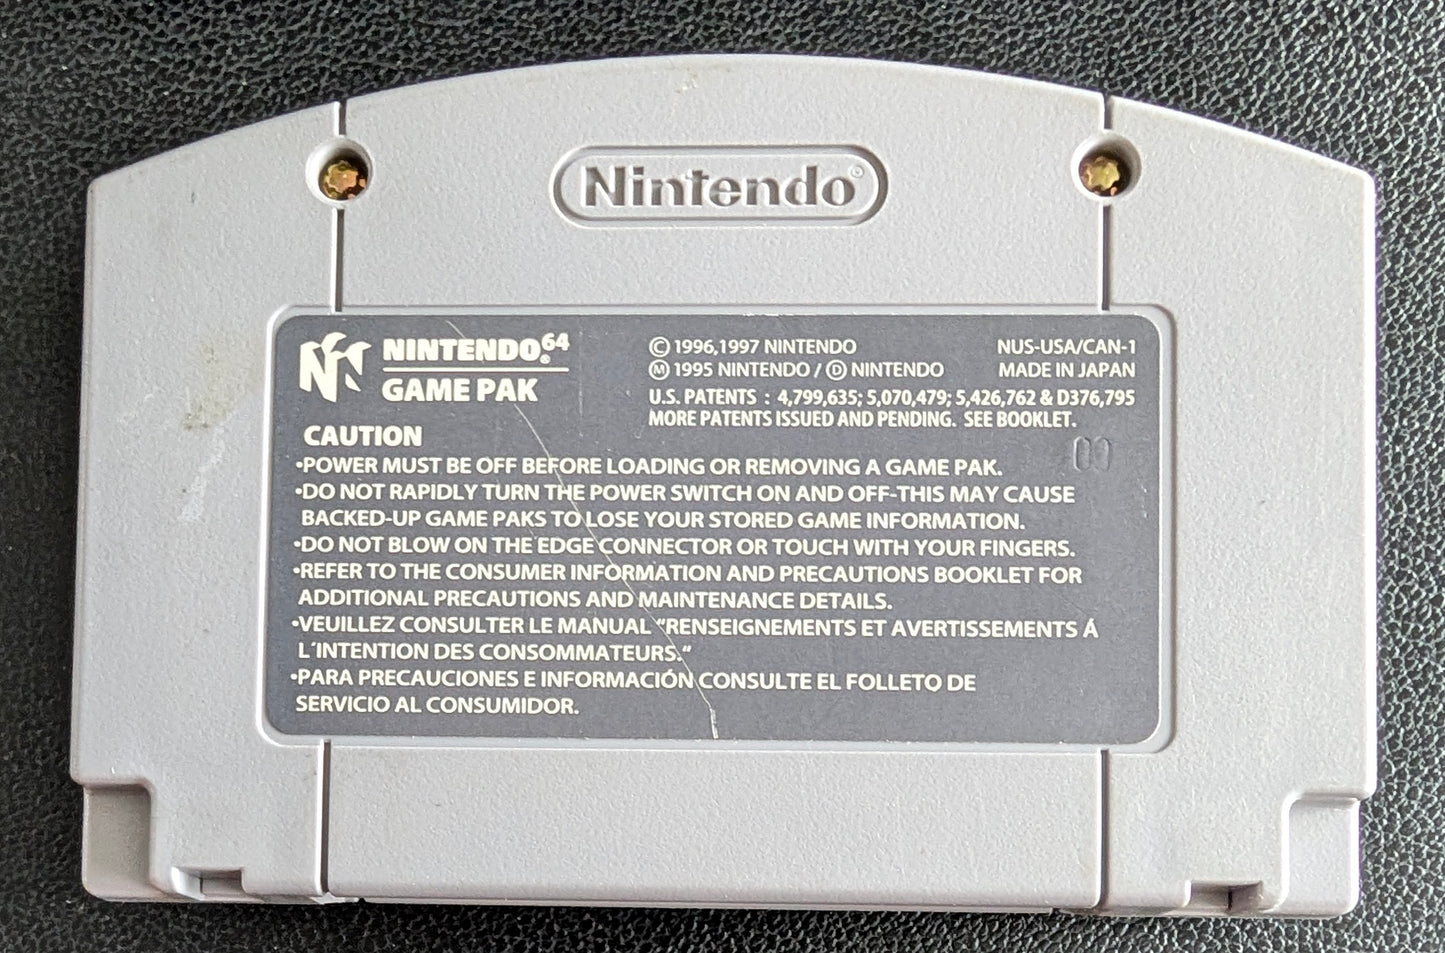 Nintendo®
NINTENDO®64
GAME PAK
© 1996,1997 NINTENDO
Ⓜ 1995 NINTENDO / Ⓓ NINTENDO
NUS-USA/CAN-1
MADE IN JAPAN
U.S. PATENTS : 4,799,635; 5,070,479; 5,426,762 & D376,795
MORE PATENTS ISSUED AND PENDING. SEE BOOKLET.
CAUTION
•POWER MUST BE OFF BEFORE LOADING OR REMOVING A GAME PAK.
•DO NOT RAPIDLY TURN THE POWER SWITCH ON AND OFF-THIS MAY CAUSE
BACKED-UP GAME PAKS TO LOSE YOUR STORED GAME INFORMATION.
•DO NOT BLOW ON THE EDGE CONNECTOR OR TOUCH WITH YOUR FINGERS.
•REFER TO THE CONSUMER INFORMATION AND PRECAUTIONS BOOKLET FOR
ADDITIONAL PRECAUTIONS AND MAINTENANCE DETAILS.
•VEUILLEZ CONSULTER LE MANUAL "RENSEIGNEMENTS ET AVERTISSEMENTS Á
L'INTENTION DES CONSOMMATEURS."
•PARA PRECAUCIONES E INFORMACIÓN CONSULTE EL FOLLETO DE
SERVICIO AL CONSUMIDOR.